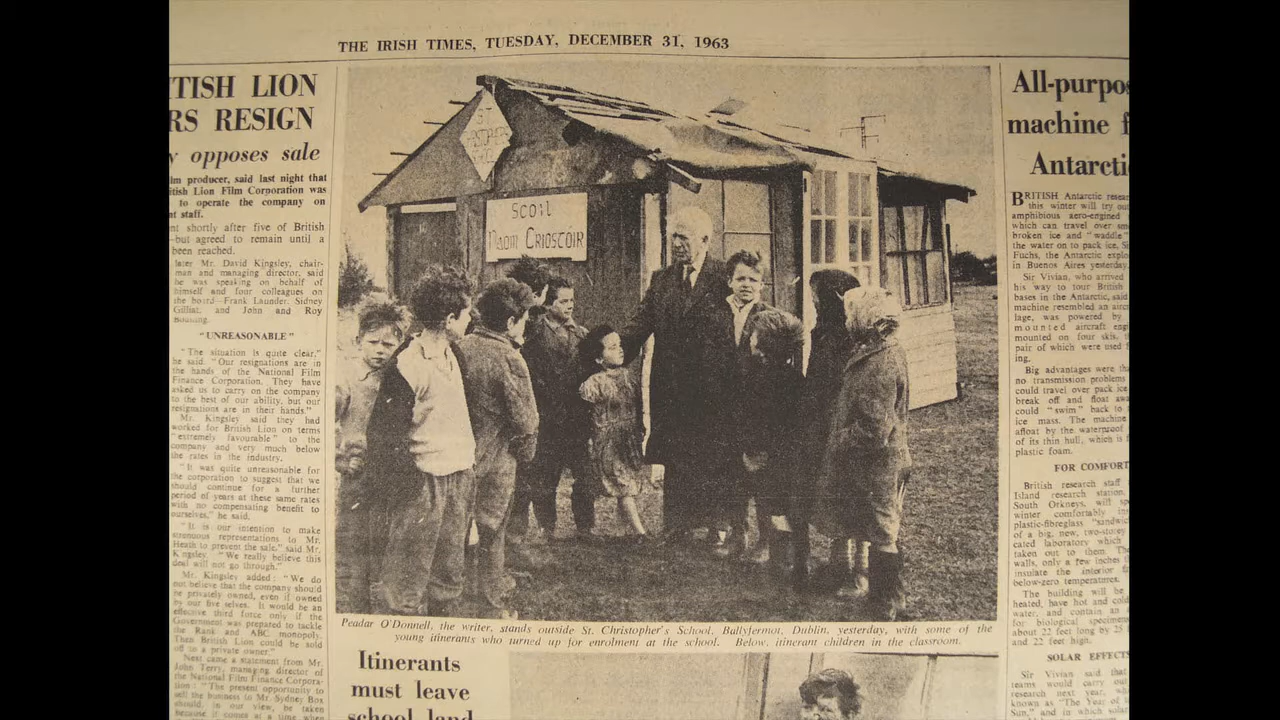 THE IRISH TIMES, TUESDAY, DECEMBER 31, 1963
TISH LION
RS RESIGN
y opposes sale
lm producer, said last night that
itish Lion Film Corporation was
to operate the company on
nt staff.
nt shortly after five of British
—but agreed to remain until a
been reached.
later Mr. David Kingsley, chair-
man and managing director, said
he was speaking on behalf of
himself and four colleagues on
the board—Frank Launder, Sidney
Gilliat, and John and Roy
Boulting.
"UNREASONABLE"
"The situation is quite clear,"
he said. "Our resignations are in
the hands of the National Film
Finance Corporation. They have
asked us to carry on the company
to the best of our ability, but our
resignations are in their hands."
Mr. Kingsley said they had
worked for British Lion on terms
"extremely favourable" to the
company and very much below
the rates in the industry.
"It was quite unreasonable for
the corporation to suggest that we
should continue for a further
period of years at these same rates
with no compensating benefit to
ourselves," he said.
"It is our intention to make
strenuous representations to Mr.
Heath to prevent the sale," said Mr.
Kingsley. "We really believe this
deal will not go through."
Mr. Kingsley added: "We do
not believe that the company should
be privately owned, even if owned
by our five selves. It would be an
effective third force only if the
Government was prepared to tackle
the Rank and ABC monopoly.
Then British Lion could be sold
off to a private owner."
Next came a statement from Mr.
John Terry, managing director of
the National Film Finance Corpora-
tion: "The present opportunity to
sell the business to Mr. Sydney Box
should, in our view, be taken
because it comes at a time when
ST
Scoil
Naom Crioscoir
Peadar O'Donnell, the writer, stands outside St. Christopher's School, Ballyfermot, Dublin, yesterday, with some of the
young itinerants who turned up for enrolment at the school. Below, itinerant children in the classroom.
Itinerants
must leave
school land
All-purpo
machine f
Antarcti
BRITISH Antarctic resear
this winter will try out
amphibious aero-engined
which can travel over sm
broken ice and "waddle"
the water on to pack ice, Si
Fuchs, the Antarctic explo
in Buenos Aires yesterday.
Sir Vivian, who arrived
his way to tour British
bases in the Antarctic, said
machine resembled an airc
lage, was powered by
mounted aircraft eng
mounted on four skis, t
pair of which were used f
ing.
Big advantages were tha
no transmission problems
could travel over pack ice
break off and float awa
could "swim" back to
ice mass. The machine
afloat by the waterproof
of its thin hull, which is f
plastic foam.
FOR COMFORT
British research staff
Island research station,
South Orkneys, will sp
winter comfortably in
plastic-fibreglass "sandwic
of a big, new, two-storey
cated laboratory which
taken out to them. The
walls, only a few inches t
insulate the interior f
below-zero temperatures.
The building will be
heated, have hot and cold
water, and contain an
for biological specimen
about 22 feet long by 25 f
and 22 feet high.
SOLAR EFFECTS
Sir Vivian said that
teams would carry out
research next year, wh
known as "The Year of
Sun," and in which solar